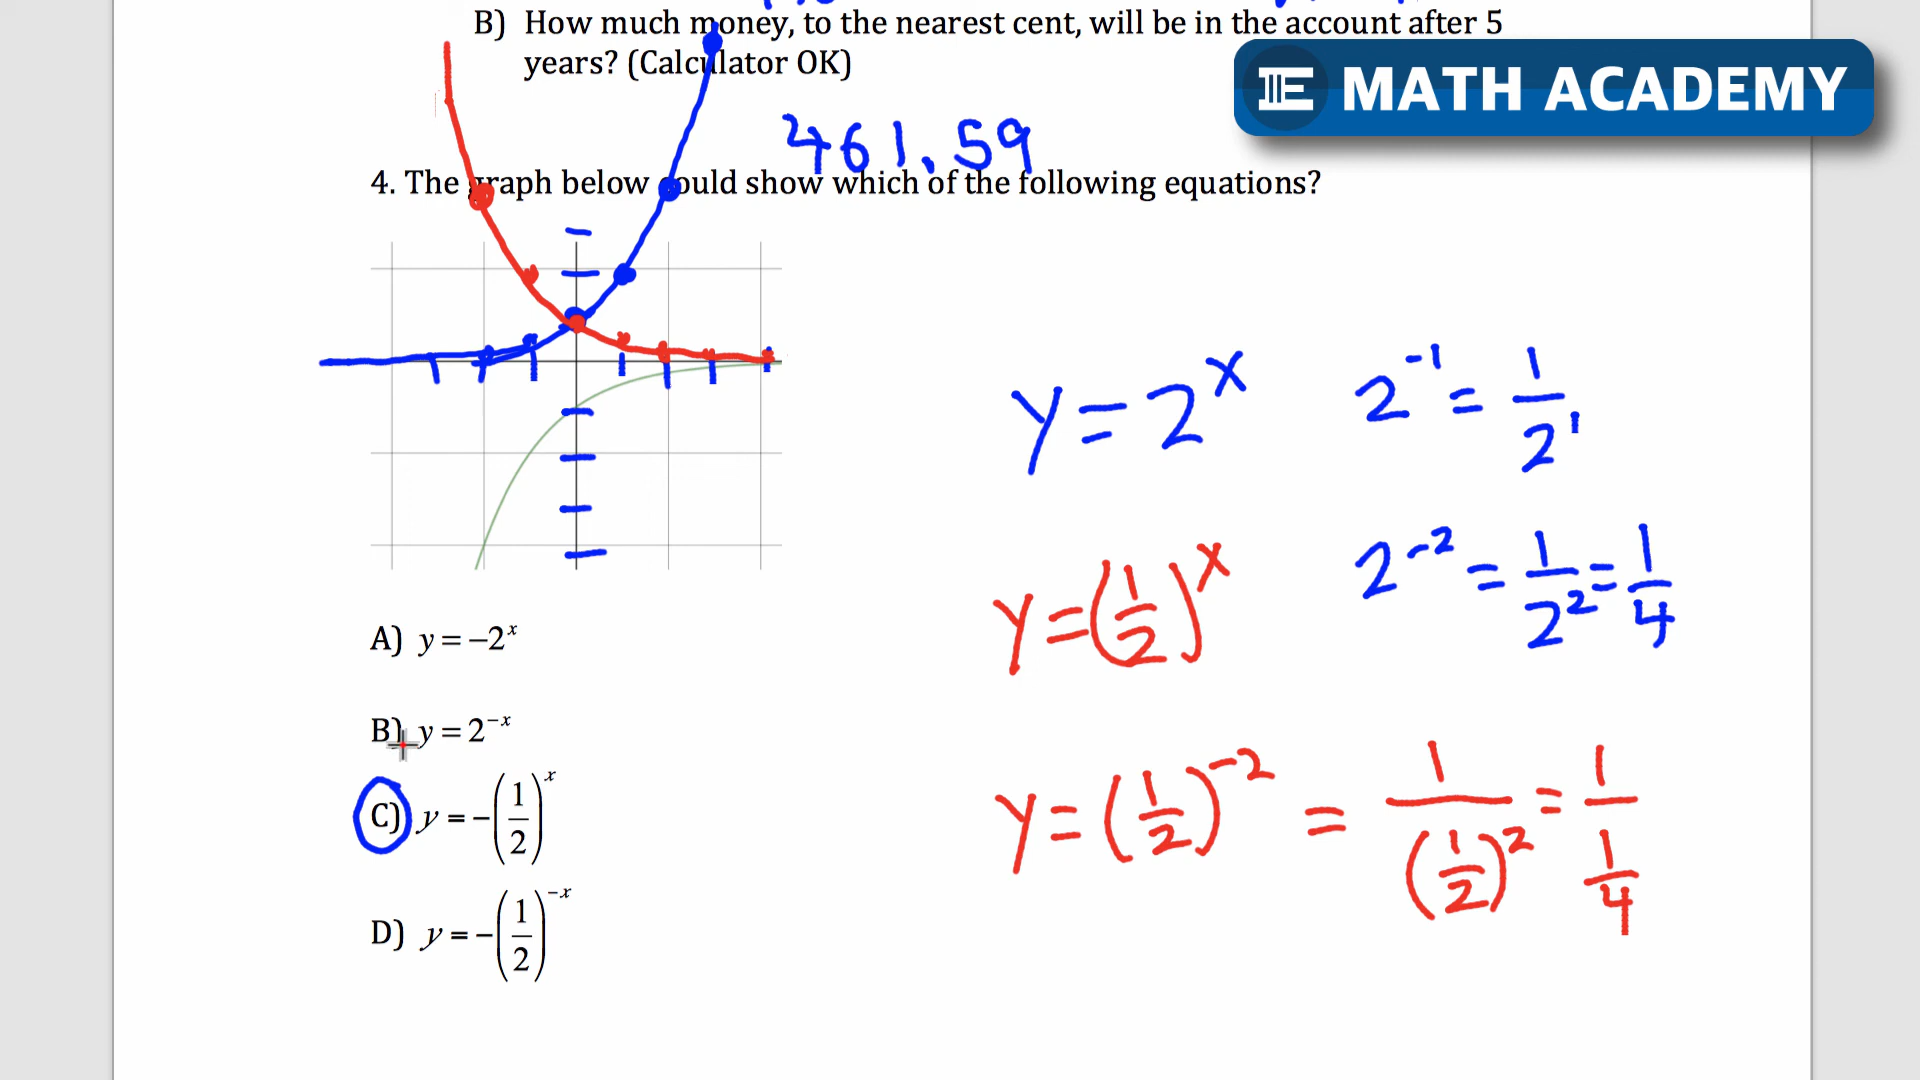 B) How much money, to the nearest cent, will be in the account after 5
years? (Calculator OK)
IE MATH ACADEMY
461.59
4. The graph below could show which of the following equations?
y = 2^x
2^-1 = 1/2^1
y = (1/2)^x
2^-2 = 1/2^2 = 1/4
A) y = −2^x
B) y = 2^−x
C) y = −(1/2)^x
y = (1/2)^-2 = 1/(1/2)^2 = 1/(1/4)
D) y = −(1/2)^−x